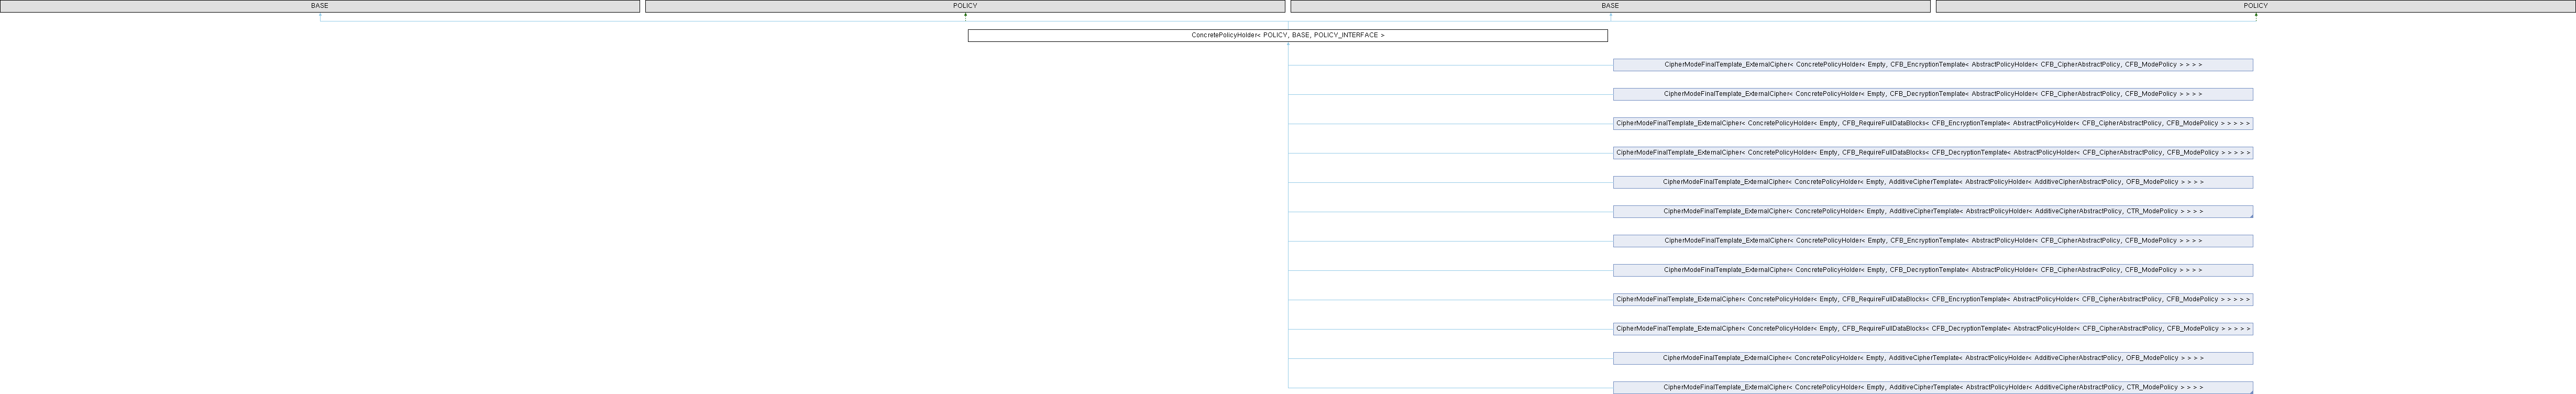 BASE POLICY BASE POLICY
ConcretePolicyHolder< POLICY, BASE, POLICY_INTERFACE >
CipherModeFinalTemplate_ExternalCipher< ConcretePolicyHolder< Empty, CFB_EncryptionTemplate< AbstractPolicyHolder< CFB_CipherAbstractPolicy, CFB_ModePolicy > > > >
CipherModeFinalTemplate_ExternalCipher< ConcretePolicyHolder< Empty, CFB_DecryptionTemplate< AbstractPolicyHolder< CFB_CipherAbstractPolicy, CFB_ModePolicy > > > >
CipherModeFinalTemplate_ExternalCipher< ConcretePolicyHolder< Empty, CFB_RequireFullDataBlocks< CFB_EncryptionTemplate< AbstractPolicyHolder< CFB_CipherAbstractPolicy, CFB_ModePolicy > > > > >
CipherModeFinalTemplate_ExternalCipher< ConcretePolicyHolder< Empty, CFB_RequireFullDataBlocks< CFB_DecryptionTemplate< AbstractPolicyHolder< CFB_CipherAbstractPolicy, CFB_ModePolicy > > > > >
CipherModeFinalTemplate_ExternalCipher< ConcretePolicyHolder< Empty, AdditiveCipherTemplate< AbstractPolicyHolder< AdditiveCipherAbstractPolicy, OFB_ModePolicy > > > >
CipherModeFinalTemplate_ExternalCipher< ConcretePolicyHolder< Empty, AdditiveCipherTemplate< AbstractPolicyHolder< AdditiveCipherAbstractPolicy, CTR_ModePolicy > > > >
CipherModeFinalTemplate_ExternalCipher< ConcretePolicyHolder< Empty, CFB_EncryptionTemplate< AbstractPolicyHolder< CFB_CipherAbstractPolicy, CFB_ModePolicy > > > >
CipherModeFinalTemplate_ExternalCipher< ConcretePolicyHolder< Empty, CFB_DecryptionTemplate< AbstractPolicyHolder< CFB_CipherAbstractPolicy, CFB_ModePolicy > > > >
CipherModeFinalTemplate_ExternalCipher< ConcretePolicyHolder< Empty, CFB_RequireFullDataBlocks< CFB_EncryptionTemplate< AbstractPolicyHolder< CFB_CipherAbstractPolicy, CFB_ModePolicy > > > > >
CipherModeFinalTemplate_ExternalCipher< ConcretePolicyHolder< Empty, CFB_RequireFullDataBlocks< CFB_DecryptionTemplate< AbstractPolicyHolder< CFB_CipherAbstractPolicy, CFB_ModePolicy > > > > >
CipherModeFinalTemplate_ExternalCipher< ConcretePolicyHolder< Empty, AdditiveCipherTemplate< AbstractPolicyHolder< AdditiveCipherAbstractPolicy, OFB_ModePolicy > > > >
CipherModeFinalTemplate_ExternalCipher< ConcretePolicyHolder< Empty, AdditiveCipherTemplate< AbstractPolicyHolder< AdditiveCipherAbstractPolicy, CTR_ModePolicy > > > >